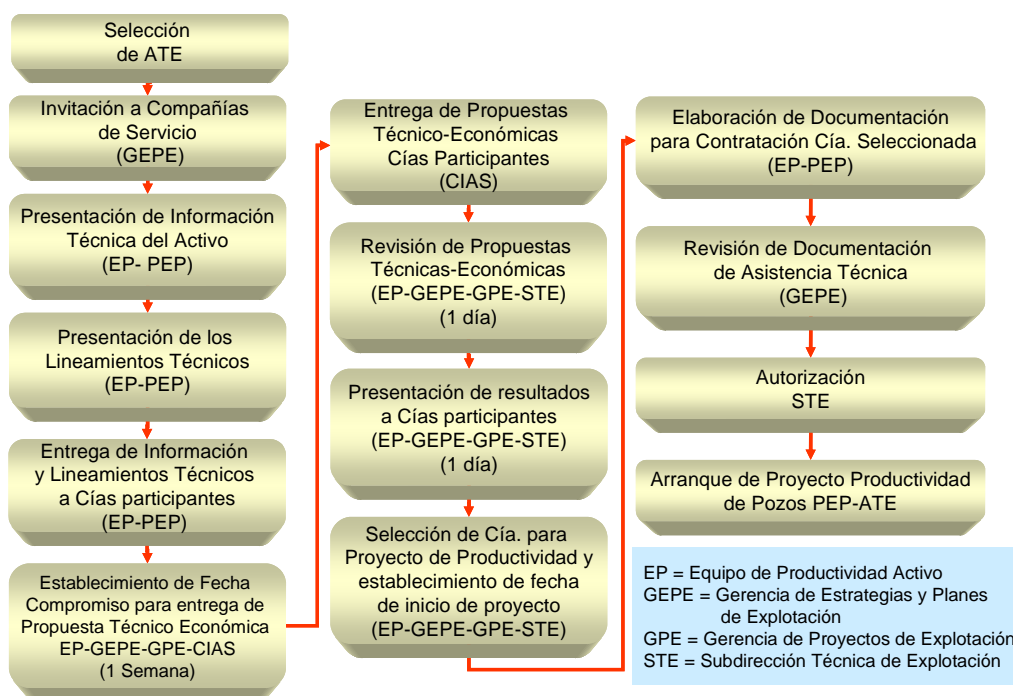 Selección
de ATE
Invitación a Compañías
de Servicio
(GEPE)
Presentación de Información
Técnica del Activo
(EP- PEP)
Presentación de los
Lineamientos Técnicos
(EP-PEP)
Entrega de Información
y Lineamientos Técnicos
a Cías participantes
(EP-PEP)
Establecimiento de Fecha
Compromiso para entrega de
Propuesta Técnico Económica
EP-GEPE-GPE-CIAS
(1 Semana)
Entrega de Propuestas
Técnico-Económicas
Cías Participantes
(CIAS)
Revisión de Propuestas
Técnicas-Económicas
(EP-GEPE-GPE-STE)
(1 día)
Presentación de resultados
a Cías participantes
(EP-GEPE-GPE-STE)
(1 día)
Selección de Cía. para
Proyecto de Productividad y
establecimiento de fecha
de inicio de proyecto
(EP-GEPE-GPE-STE)
Elaboración de Documentación
para Contratación Cía. Seleccionada
(EP-PEP)
Revisión de Documentación
de Asistencia Técnica
(GEPE)
Autorización
STE
Arranque de Proyecto Productividad
de Pozos PEP-ATE
EP = Equipo de Productividad Activo
GEPE = Gerencia de Estrategias y Planes
de Explotación
GPE = Gerencia de Proyectos de Explotación
STE = Subdirección Técnica de Explotación